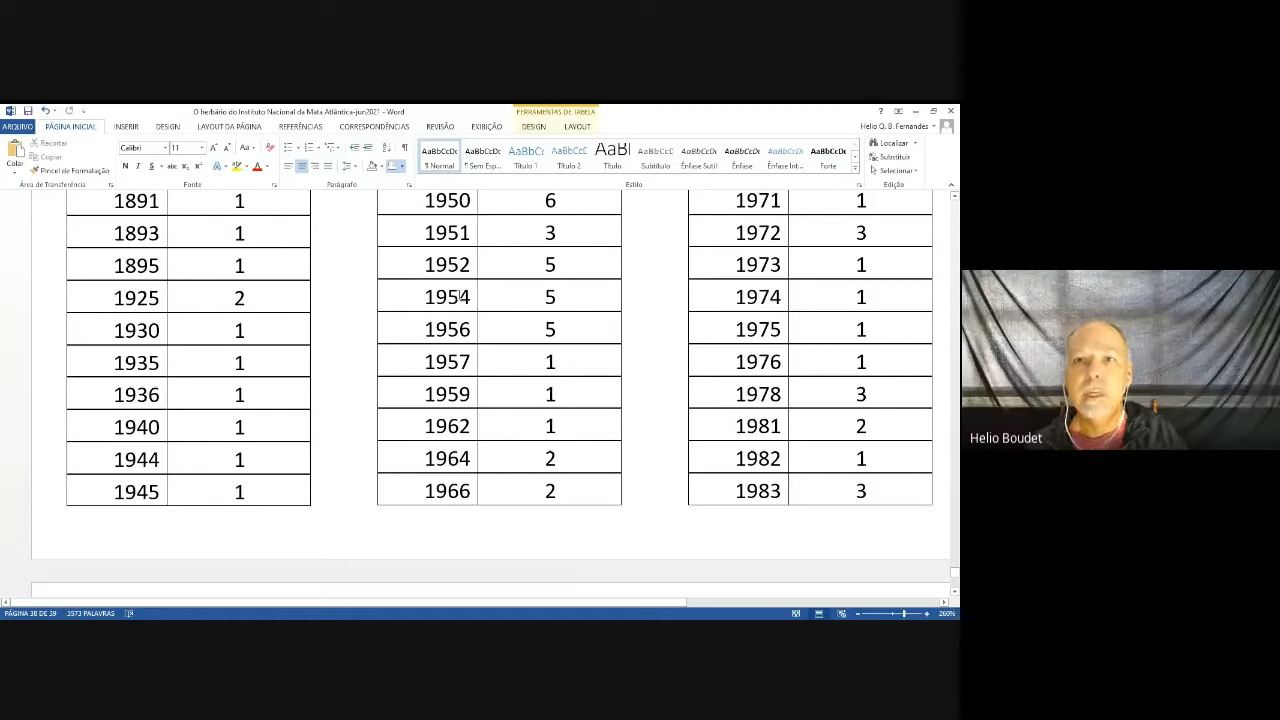 O herbário do Instituto Nacional da Mata Atlântica-jun2021 - Word
FERRAMENTAS DE TABELA
ARQUIVO PÁGINA INICIAL INSERIR DESIGN LAYOUT DA PÁGINA REFERÊNCIAS CORRESPONDÊNCIAS REVISÃO EXIBIÇÃO DESIGN LAYOUT Helio Q. B. Fernandes
Colar
Recortar
Copiar
Pincel de Formatação
Calibri 11
N I S
AaBbCcDc AaBbCcDc AaBbCc AaBbCcC AaBl AaBbCcC AaBbCcDc AaBbCcDc AaBbCcDc AaBbCcDc
¶ Normal ¶ Sem Esp... Título 1 Título 2 Título Subtítulo Ênfase Sutil Ênfase Ênfase Int... Forte
Localizar
Substituir
Selecionar
Área de Transferência Fonte Parágrafo Estilo Edição
1891 1 1950 6 1971 1
1893 1 1951 3 1972 3
1895 1 1952 5 1973 1
1925 2 1954 5 1974 1
1930 1 1956 5 1975 1
1935 1 1957 1 1976 1
1936 1 1959 1 1978 3
1940 1 1962 1 1981 2
1944 1 1964 2 1982 1
1945 1 1966 2 1983 3
Helio Boudet
PÁGINA 38 DE 39 3573 PALAVRAS 260%